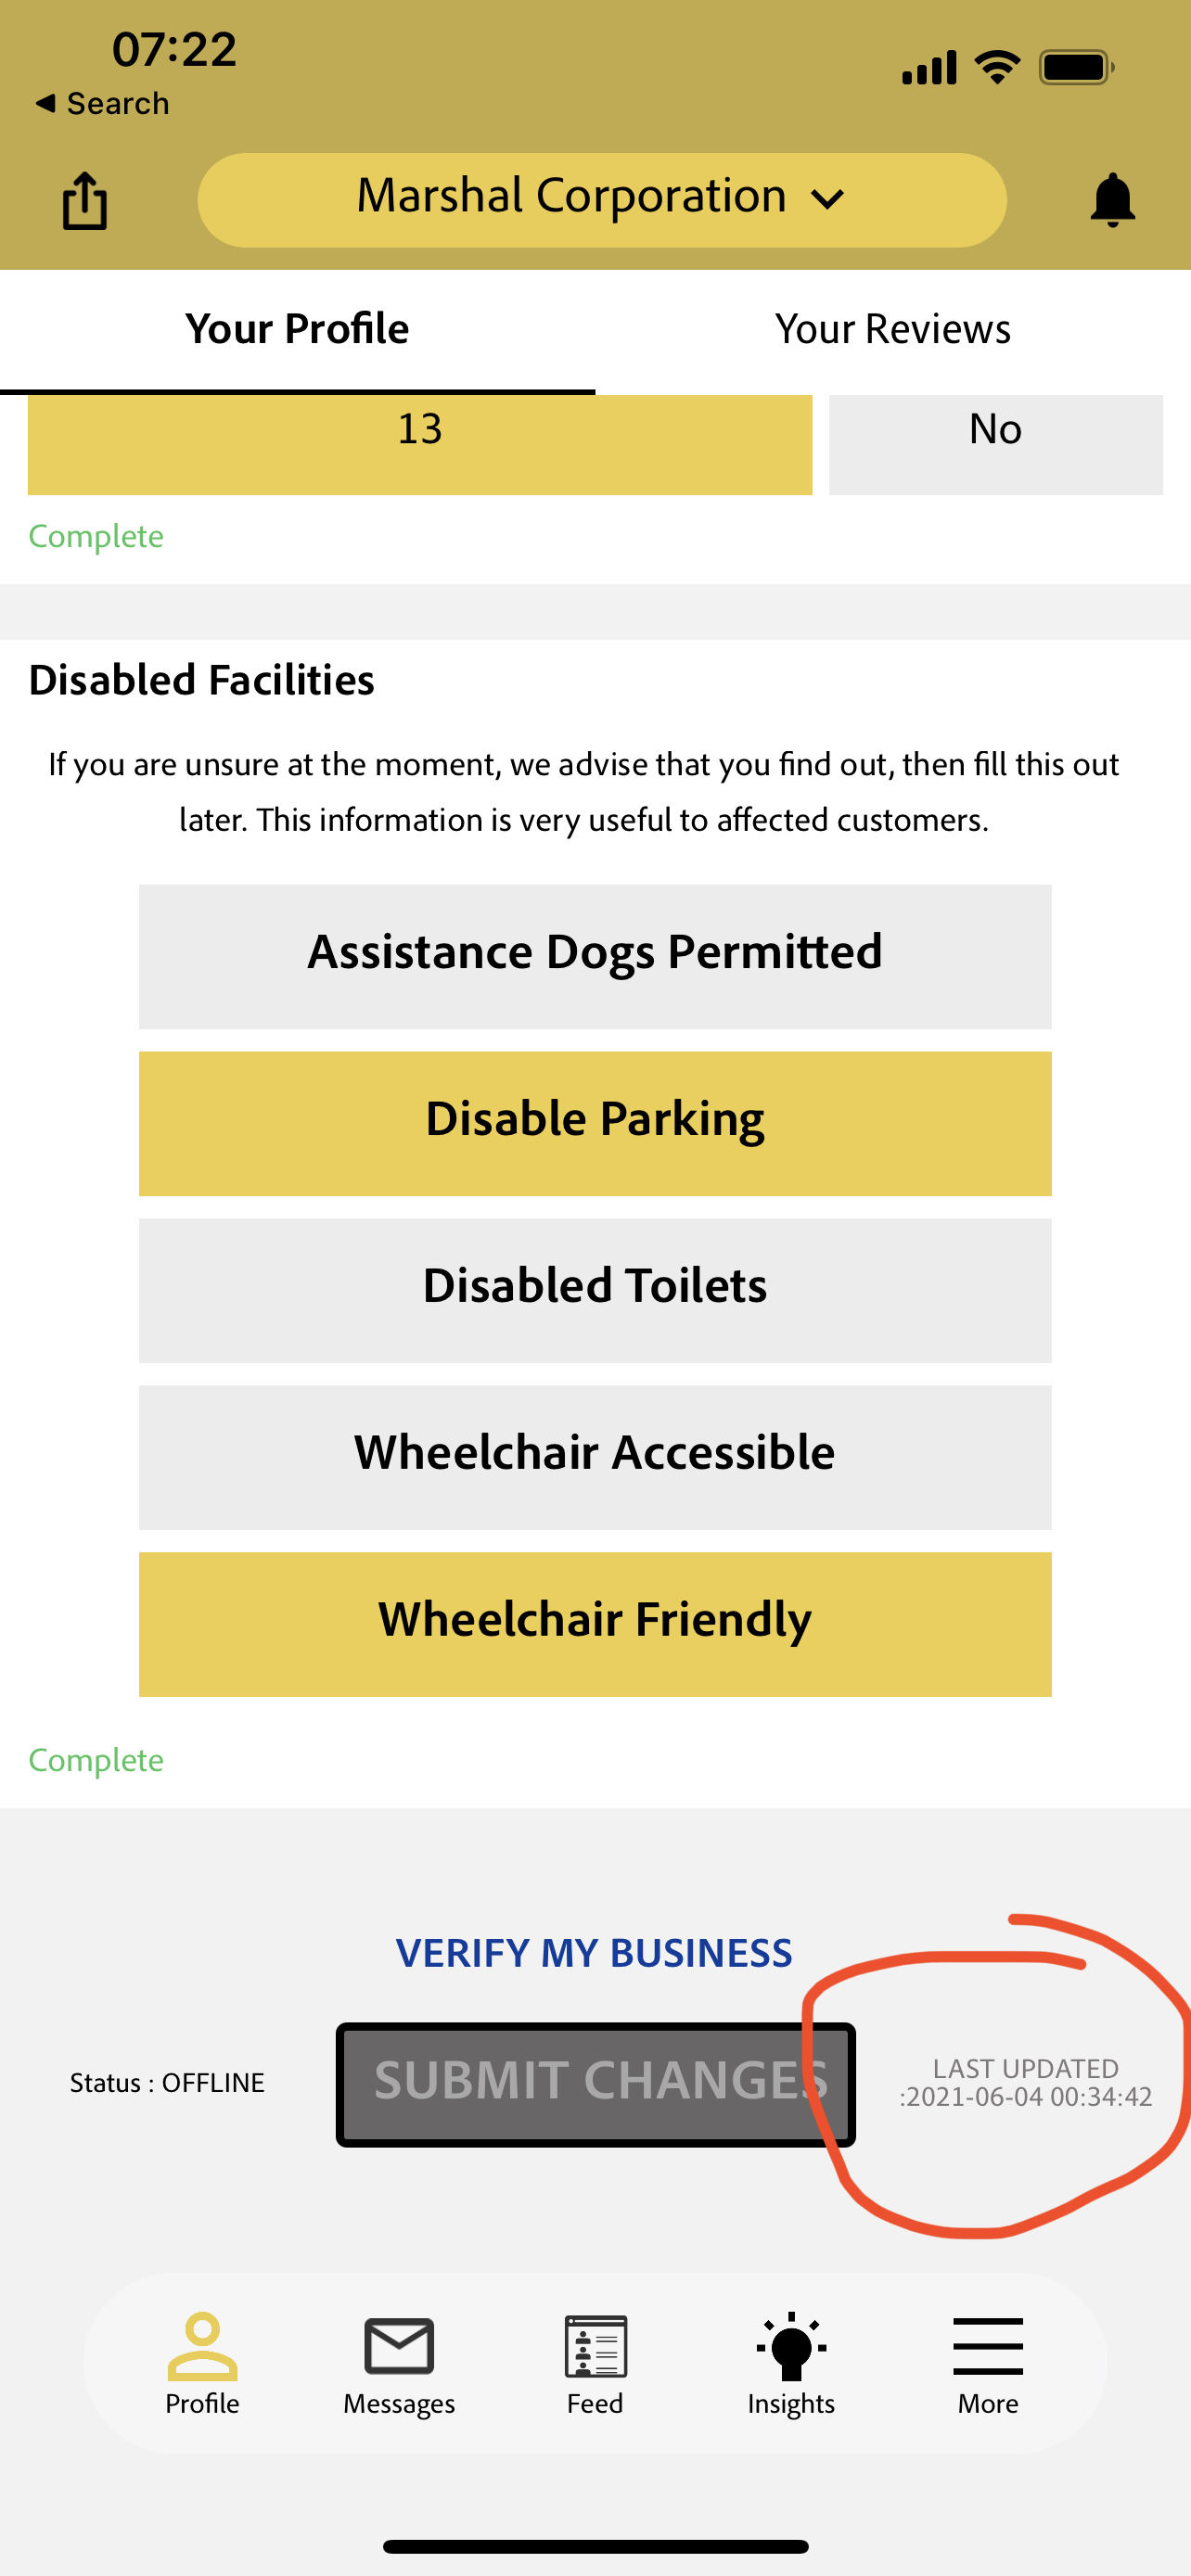 07:22
Search
Marshal Corporation
Your Profile
Your Reviews
13
No
Complete
Disabled Facilities
If you are unsure at the moment, we advise that you find out, then fill this out
later. This information is very useful to affected customers.
Assistance Dogs Permitted
Disable Parking
Disabled Toilets
Wheelchair Accessible
Wheelchair Friendly
Complete
VERIFY MY BUSINESS
Status : OFFLINE
SUBMIT CHANGES
LAST UPDATED
:2021-06-04 00:34:42
Profile
Messages
Feed
Insights
More